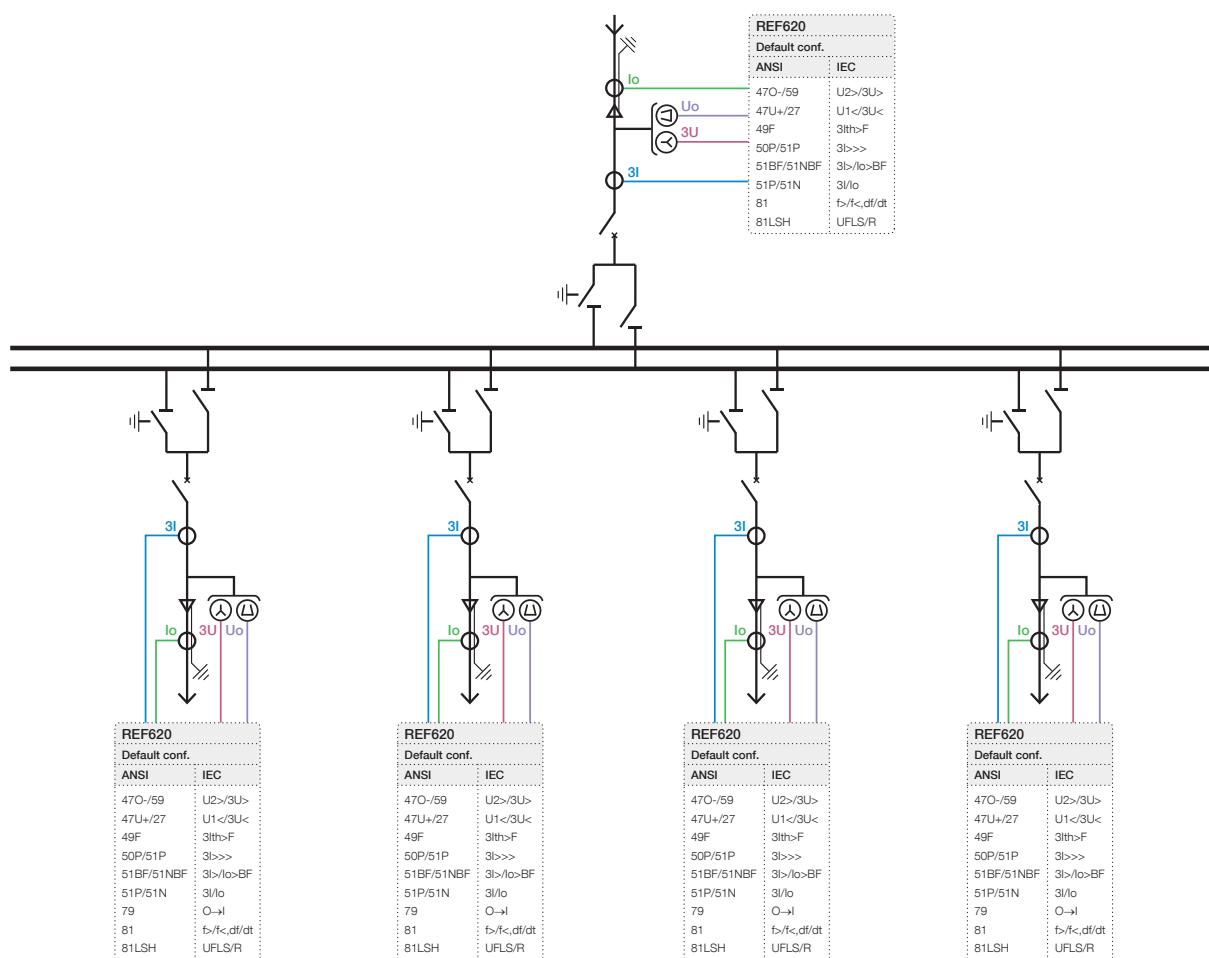 REF620
Default conf.
ANSI IEC
47O-/59 U2>/3U>
47U+/27 U1</3U<
49F 3Ith>F
50P/51P 3I>>>
51BF/51NBF 3I>/Io>BF
51P/51N 3I/Io
81 f>/f<,df/dt
81LSH UFLS/R
Io
Uo
3U
3I
3I
3I
3I
3I
Io 3U Uo
Io 3U Uo
Io 3U Uo
Io 3U Uo
REF620
Default conf.
ANSI IEC
47O-/59 U2>/3U>
47U+/27 U1</3U<
49F 3Ith>F
50P/51P 3I>>>
51BF/51NBF 3I>/Io>BF
51P/51N 3I/Io
79 O→I
81 f>/f<,df/dt
81LSH UFLS/R
REF620
Default conf.
ANSI IEC
47O-/59 U2>/3U>
47U+/27 U1</3U<
49F 3Ith>F
50P/51P 3I>>>
51BF/51NBF 3I>/Io>BF
51P/51N 3I/Io
79 O→I
81 f>/f<,df/dt
81LSH UFLS/R
REF620
Default conf.
ANSI IEC
47O-/59 U2>/3U>
47U+/27 U1</3U<
49F 3Ith>F
50P/51P 3I>>>
51BF/51NBF 3I>/Io>BF
51P/51N 3I/Io
79 O→I
81 f>/f<,df/dt
81LSH UFLS/R
REF620
Default conf.
ANSI IEC
47O-/59 U2>/3U>
47U+/27 U1</3U<
49F 3Ith>F
50P/51P 3I>>>
51BF/51NBF 3I>/Io>BF
51P/51N 3I/Io
79 O→I
81 f>/f<,df/dt
81LSH UFLS/R